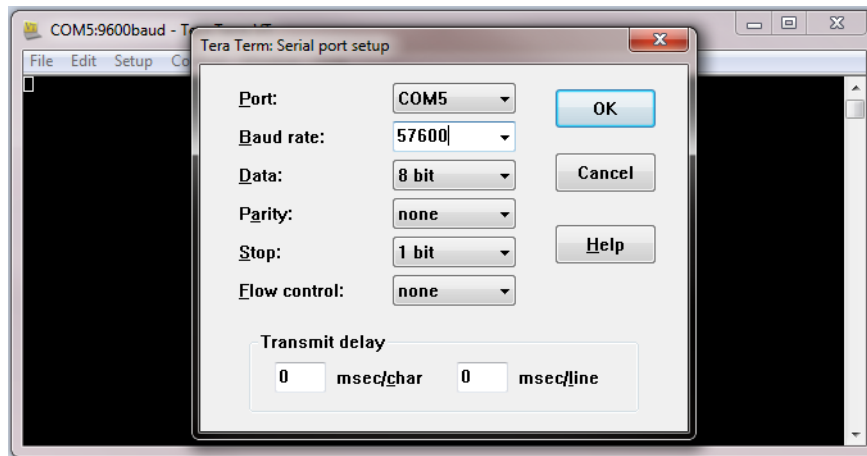 COM5:9600baud - Te
Tera Term: Serial port setup
File Edit Setup Co
Port: COM5
OK
Baud rate: 57600
Data: 8 bit
Cancel
Parity: none
Stop: 1 bit
Help
Flow control: none
Transmit delay
0 msec/char 0 msec/line